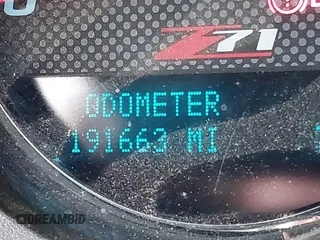 Z71
ODOMETER
191663 MI
DREAMBID